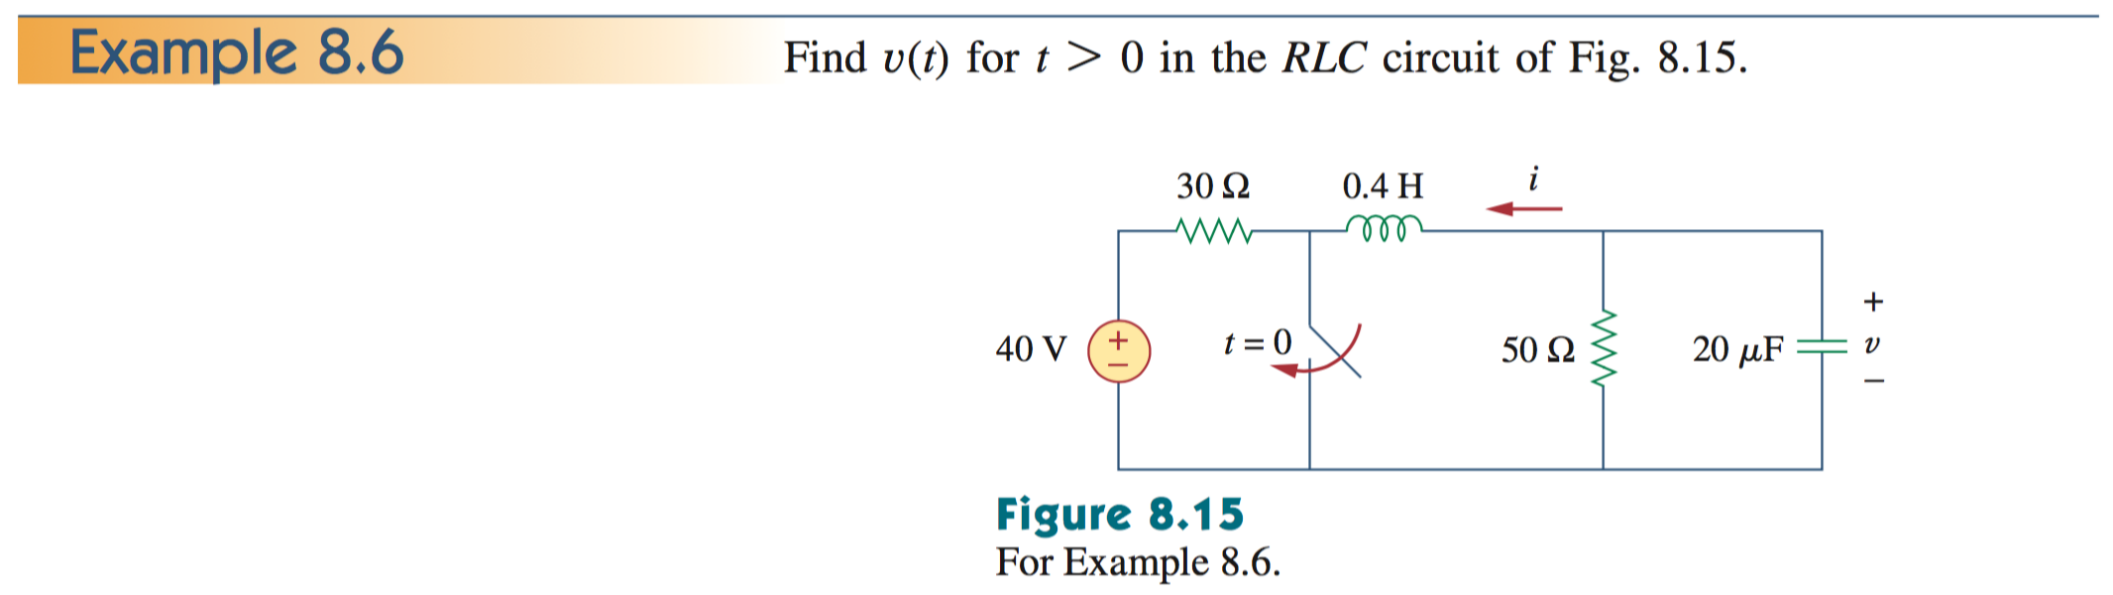 Example 8.6
Find v(t) for t > 0 in the RLC circuit of Fig. 8.15.
30 Ω
0.4 H
i
40 V
+
−
t = 0
50 Ω
20 μF
+
v
−
Figure 8.15
For Example 8.6.